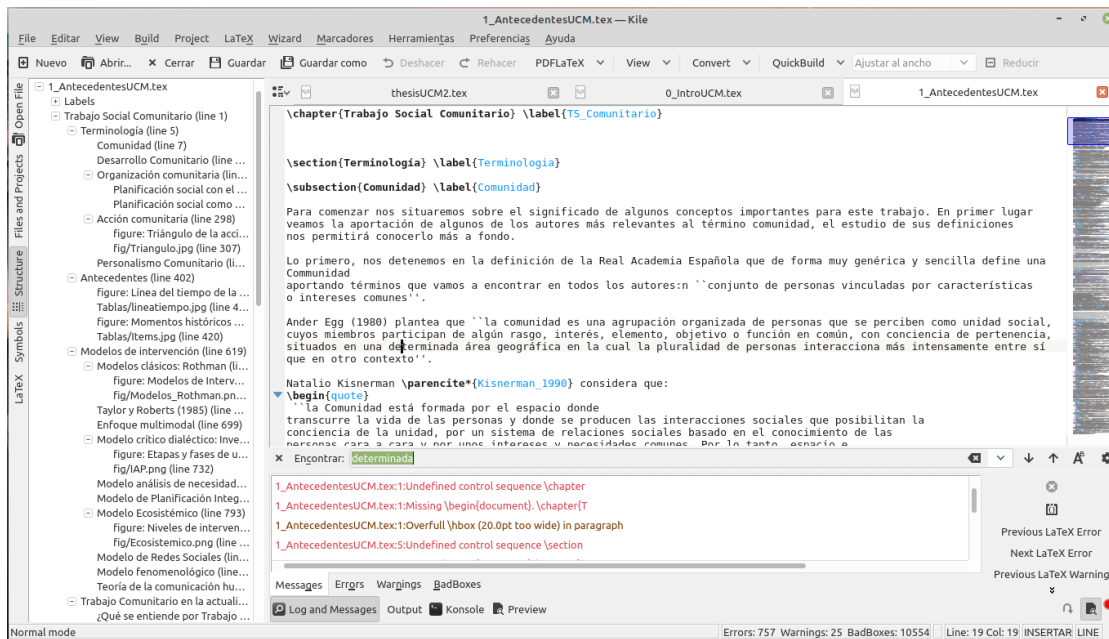 1_AntecedentesUCM.tex — Kile
File Editar View Build Project LaTeX Wizard Marcadores Herramientas Preferencias Ayuda
Nuevo Abrir... Cerrar Guardar Guardar como Deshacer Rehacer PDFLaTeX View Convert QuickBuild Ajustar al ancho Reducir
Open File
Files and Projects
Structure
Symbols
LaTeX
1_AntecedentesUCM.tex
Labels
Trabajo Social Comunitario (line 1)
Terminología (line 5)
Comunidad (line 7)
Desarrollo Comunitario (line ...
Organización comunitaria (lin...
Planificación social con el ...
Planificación social como ...
Acción comunitaria (line 298)
figure: Triángulo de la acci...
fig/Triangulo.jpg (line 307)
Personalismo Comunitario (li...
Antecedentes (line 402)
figure: Línea del tiempo de la ...
Tablas/lineatiempo.jpg (line 4...
figure: Momentos históricos ...
Tablas/Items.jpg (line 420)
Modelos de intervención (line 619)
Modelos clásicos: Rothman (li...
figure: Modelos de Interv...
fig/Modelos_Rothman.pn...
Taylor y Roberts (1985) (line ...
Enfoque multimodal (line 699)
Modelo crítico dialéctico: Inve...
figure: Etapas y fases de u...
fig/IAP.png (line 732)
Modelo análisis de necesidad...
Modelo de Planificación Integ...
Modelo Ecosistémico (line 793)
figure: Niveles de interven...
fig/Ecosistemico.png (line ...
Modelo de Redes Sociales (lin...
Modelo fenomenológico (line...
Teoría de la comunicación hu...
Trabajo Comunitario en la actuali...
¿Qué se entiende por Trabajo ...
thesisUCM2.tex 0_IntroUCM.tex 1_AntecedentesUCM.tex
\chapter{Trabajo Social Comunitario} \label{TS_Comunitario}
\section{Terminología} \label{Terminologia}
\subsection{Comunidad} \label{Comunidad}
Para comenzar nos situaremos sobre el significado de algunos conceptos importantes para este trabajo. En primer lugar
veamos la aportación de algunos de los autores más relevantes al término comunidad, el estudio de sus definiciones
nos permitirá conocerlo más a fondo.
Lo primero, nos detenemos en la definición de la Real Academia Española que de forma muy genérica y sencilla define una
Communidad
aportando términos que vamos a encontrar en todos los autores:n ``conjunto de personas vinculadas por características
o intereses comunes''.
Ander Egg (1980) plantea que ``la comunidad es una agrupación organizada de personas que se perciben como unidad social,
cuyos miembros participan de algún rasgo, interés, elemento, objetivo o función en común, con conciencia de pertenencia,
situados en una determinada área geográfica en la cual la pluralidad de personas interacciona más intensamente entre sí
que en otro contexto''.
Natalio Kisnerman \parencite*{Kisnerman_1990} considera que:
\begin{quote}
``la Comunidad está formada por el espacio donde
transcurre la vida de las personas y donde se producen las interacciones sociales que posibilitan la
conciencia de la unidad, por un sistema de relaciones sociales basado en el conocimiento de las
personas cara a cara y por unos intereses y necesidades comunes. Por lo tanto, espacio e
Encontrar: determinada
1_AntecedentesUCM.tex:1:Undefined control sequence \chapter
1_AntecedentesUCM.tex:1:Missing \begin{document}. \chapter{T
1_AntecedentesUCM.tex:1:Overfull \hbox (20.0pt too wide) in paragraph
1_AntecedentesUCM.tex:5:Undefined control sequence \section
Previous LaTeX Error
Next LaTeX Error
Previous LaTeX Warning
Messages Errors Warnings BadBoxes
Log and Messages Output Konsole Preview
Normal mode Errors: 757 Warnings: 25 BadBoxes: 10554 Line: 19 Col: 19 INSERTAR LINE